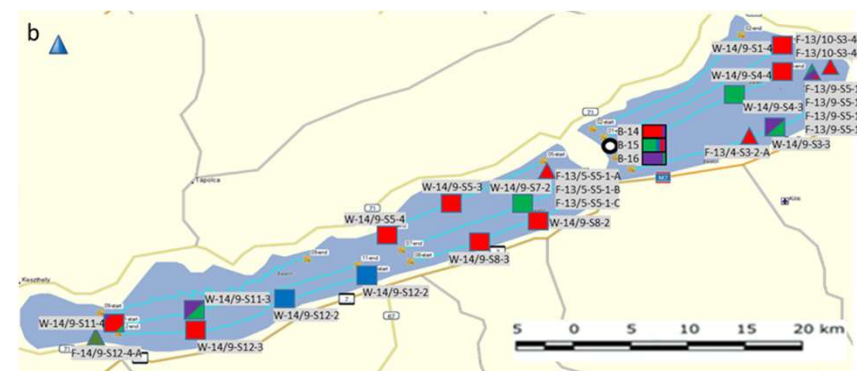 b
W-14/9-S1-4
F-13/10-S3-4
F-13/10-S3-4
W-14/9-S4-4
F-13/9-S5-1
F-13/9-S5-1
F-13/9-S5-1
F-13/9-S5-1
W-14/9-S4-3
W-14/9-S3-3
F-13/4-S3-2-A
B-14
B-15
B-16
71
F-13/5-S5-1-A
F-13/5-S5-1-B
F-13/5-S5-1-C
W-14/9-S5-3
W-14/9-S7-2
Tapolca
71
W-14/9-S5-4
W-14/9-S8-2
W-14/9-S8-3
Keszthely
W-14/9-S11-3
W-14/9-S12-2
W-14/9-S12-2
7
W-14/9-S11-4
W-14/9-S12-3
F-14/9-S12-4-A
71
5 0 5 10 15 20 km